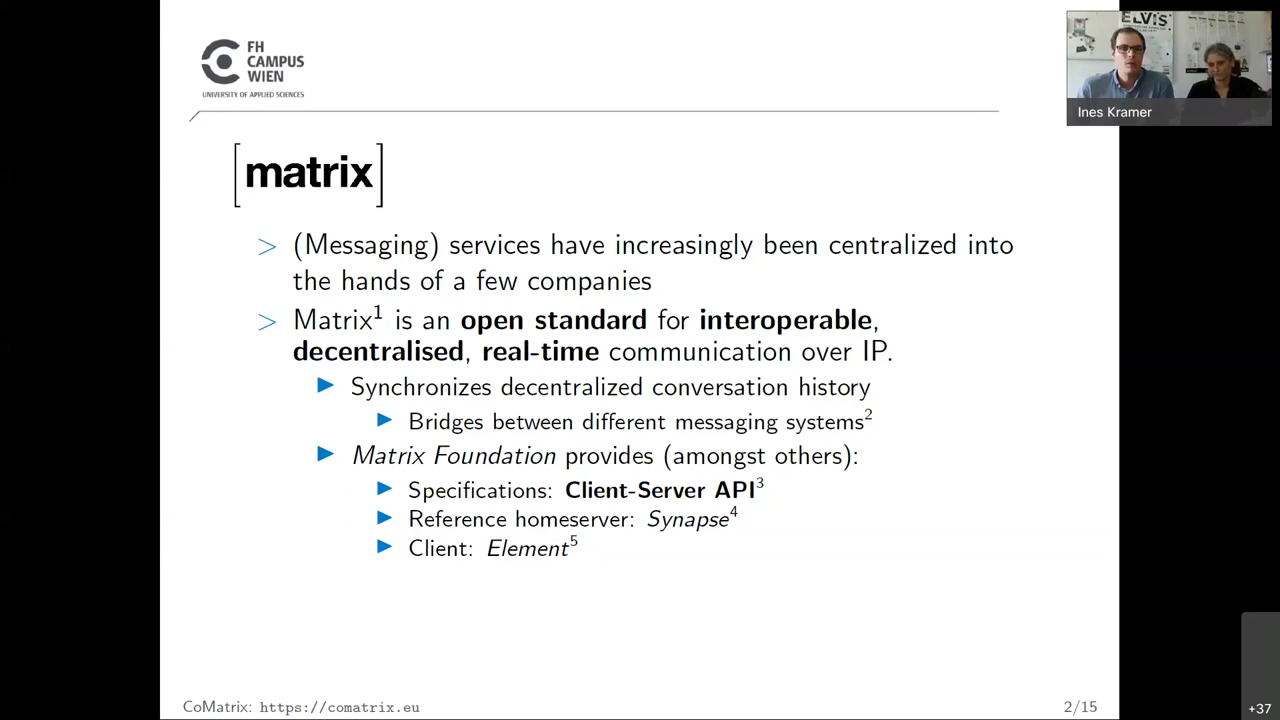 FH
CAMPUS
WIEN
UNIVERSITY OF APPLIED SCIENCES
ELVIS
Ines Kramer
[matrix]
> (Messaging) services have increasingly been centralized into
the hands of a few companies
> Matrix¹ is an open standard for interoperable,
decentralised, real-time communication over IP.
▶ Synchronizes decentralized conversation history
▶ Bridges between different messaging systems²
▶ Matrix Foundation provides (amongst others):
▶ Specifications: Client-Server API³
▶ Reference homeserver: Synapse⁴
▶ Client: Element⁵
CoMatrix: https://comatrix.eu
2/15
+37